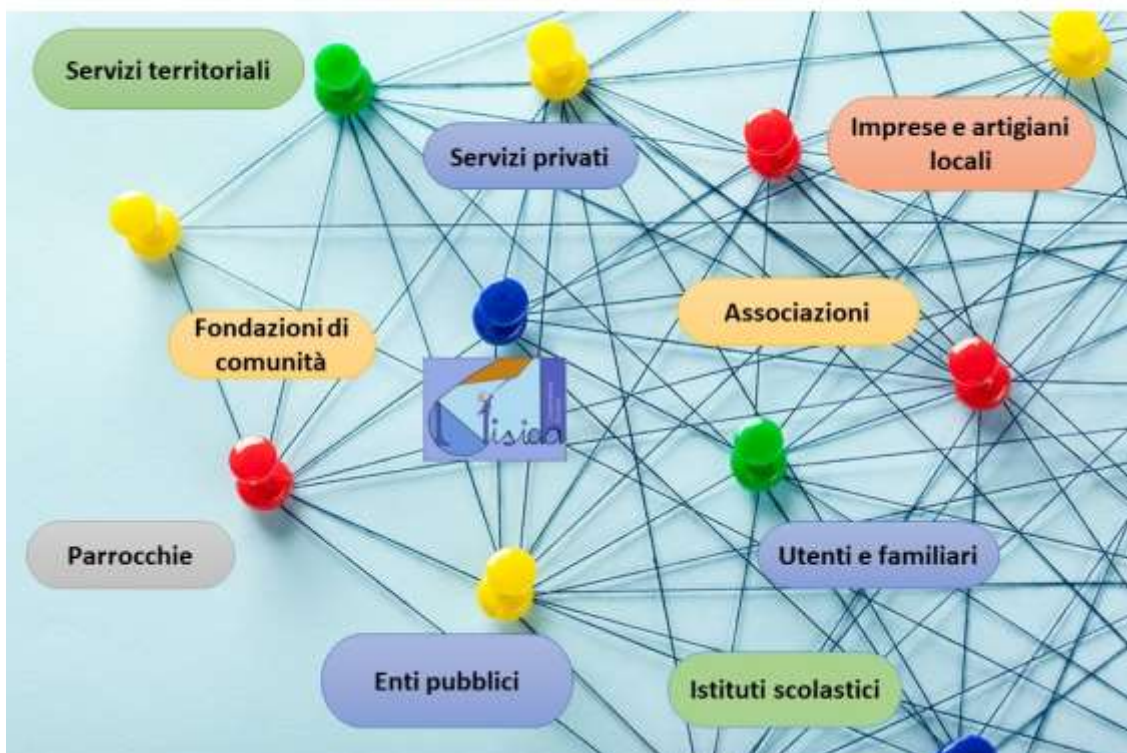 Servizi territoriali
Servizi privati
Imprese e artigiani
locali
Fondazioni di
comunità
Associazioni
Parrocchie
Utenti e familiari
Enti pubblici
Istituti scolastici